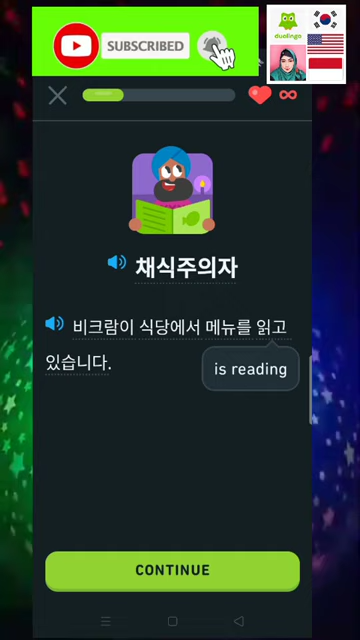 SUBSCRIBED
duolingo
채식주의자
비크람이 식당에서 메뉴를 읽고
있습니다.
is reading
CONTINUE